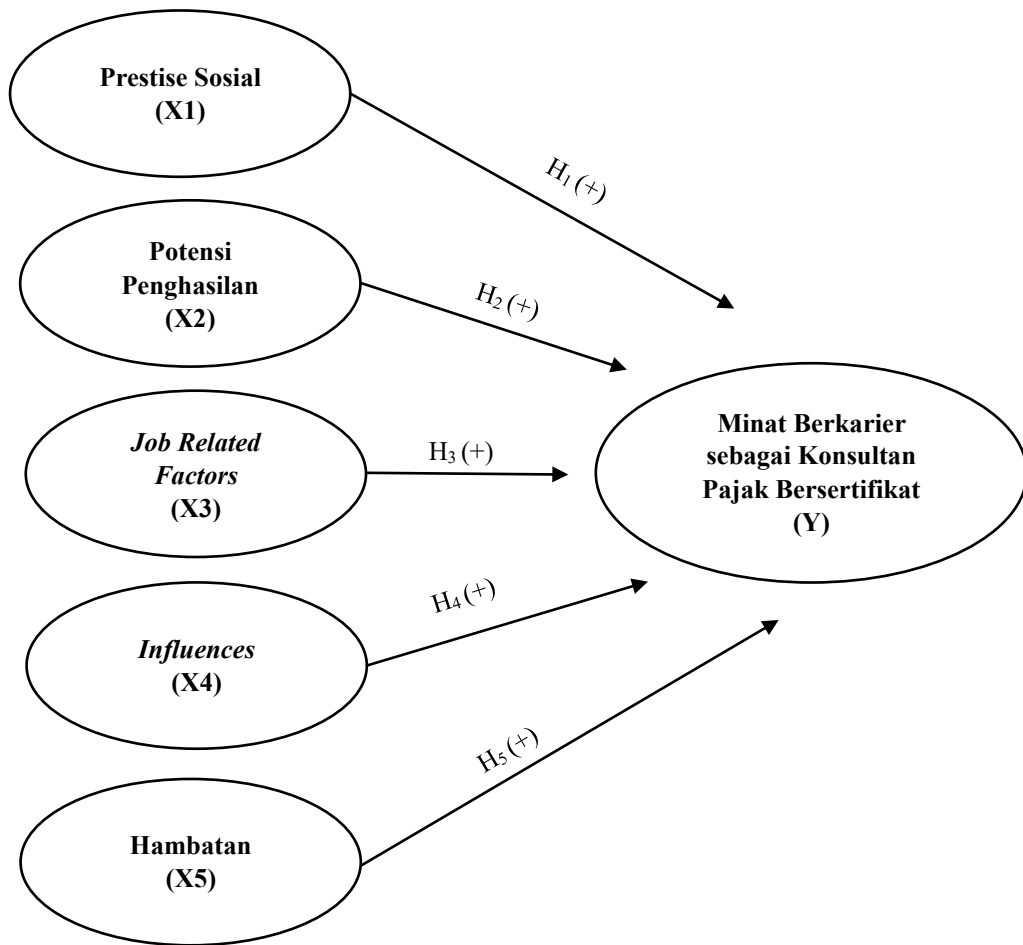 Prestise Sosial
(X1)
H₁ (+)
Potensi
Penghasilan
(X2)
H₂ (+)
Job Related
Factors
(X3)
H₃ (+)
Minat Berkarier
sebagai Konsultan
Pajak Bersertifikat
(Y)
Influences
(X4)
H₄ (+)
Hambatan
(X5)
H₅ (+)